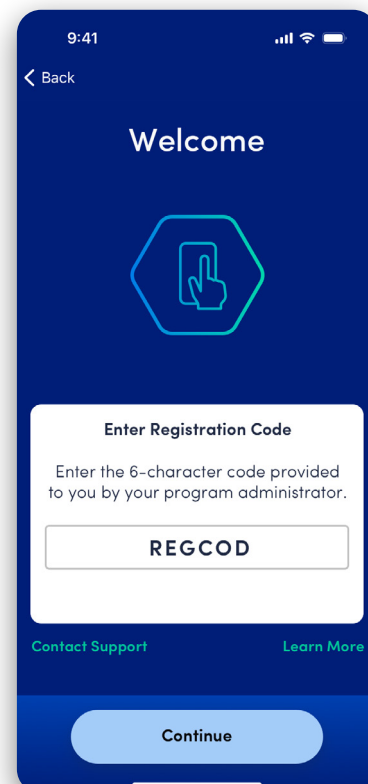 9:41
Back
Welcome
Enter Registration Code
Enter the 6-character code provided
to you by your program administrator.
REGCOD
Contact Support
Learn More
Continue